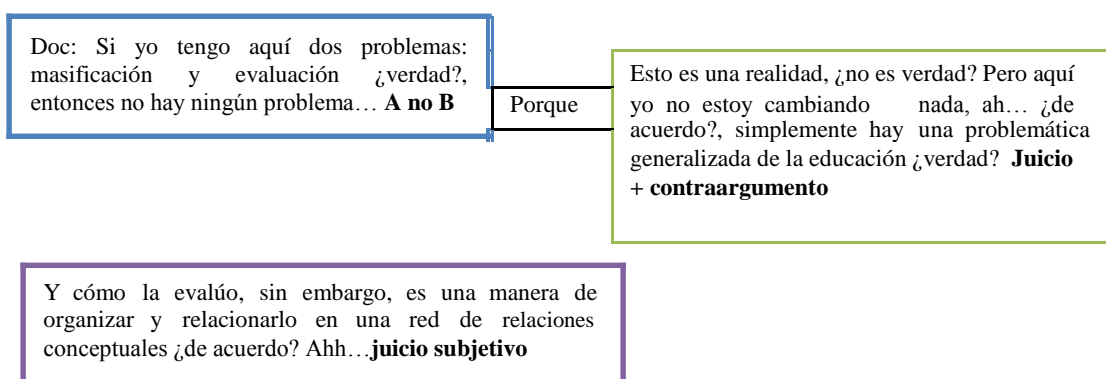 Doc: Si yo tengo aquí dos problemas:
masificación y evaluación ¿verdad?,
entonces no hay ningún problema… A no B
Porque
Esto es una realidad, ¿no es verdad? Pero aquí
yo no estoy cambiando nada, ah… ¿de
acuerdo?, simplemente hay una problemática
generalizada de la educación ¿verdad? Juicio
+ contraargumento
Y cómo la evalúo, sin embargo, es una manera de
organizar y relacionarlo en una red de relaciones
conceptuales ¿de acuerdo? Ahh…juicio subjetivo